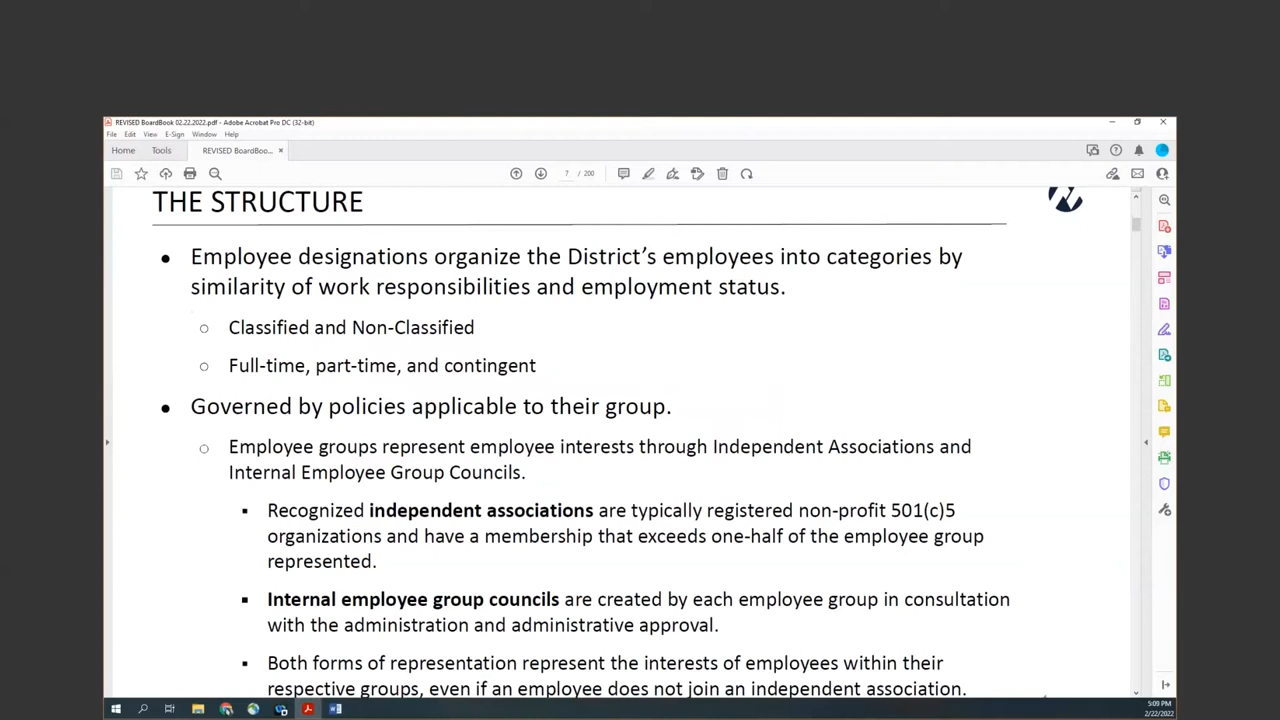 REVISED BoardBook 02.22.2022.pdf - Adobe Acrobat Pro DC (32-bit)
File Edit View E-Sign Window Help
Home Tools REVISED BoardBoo... ×
7 / 200
THE STRUCTURE
● Employee designations organize the District's employees into categories by
similarity of work responsibilities and employment status.
○ Classified and Non-Classified
○ Full-time, part-time, and contingent
● Governed by policies applicable to their group.
○ Employee groups represent employee interests through Independent Associations and
Internal Employee Group Councils.
▪ Recognized independent associations are typically registered non-profit 501(c)5
organizations and have a membership that exceeds one-half of the employee group
represented.
▪ Internal employee group councils are created by each employee group in consultation
with the administration and administrative approval.
▪ Both forms of representation represent the interests of employees within their
respective groups, even if an employee does not join an independent association.
5:09 PM
2/22/2022